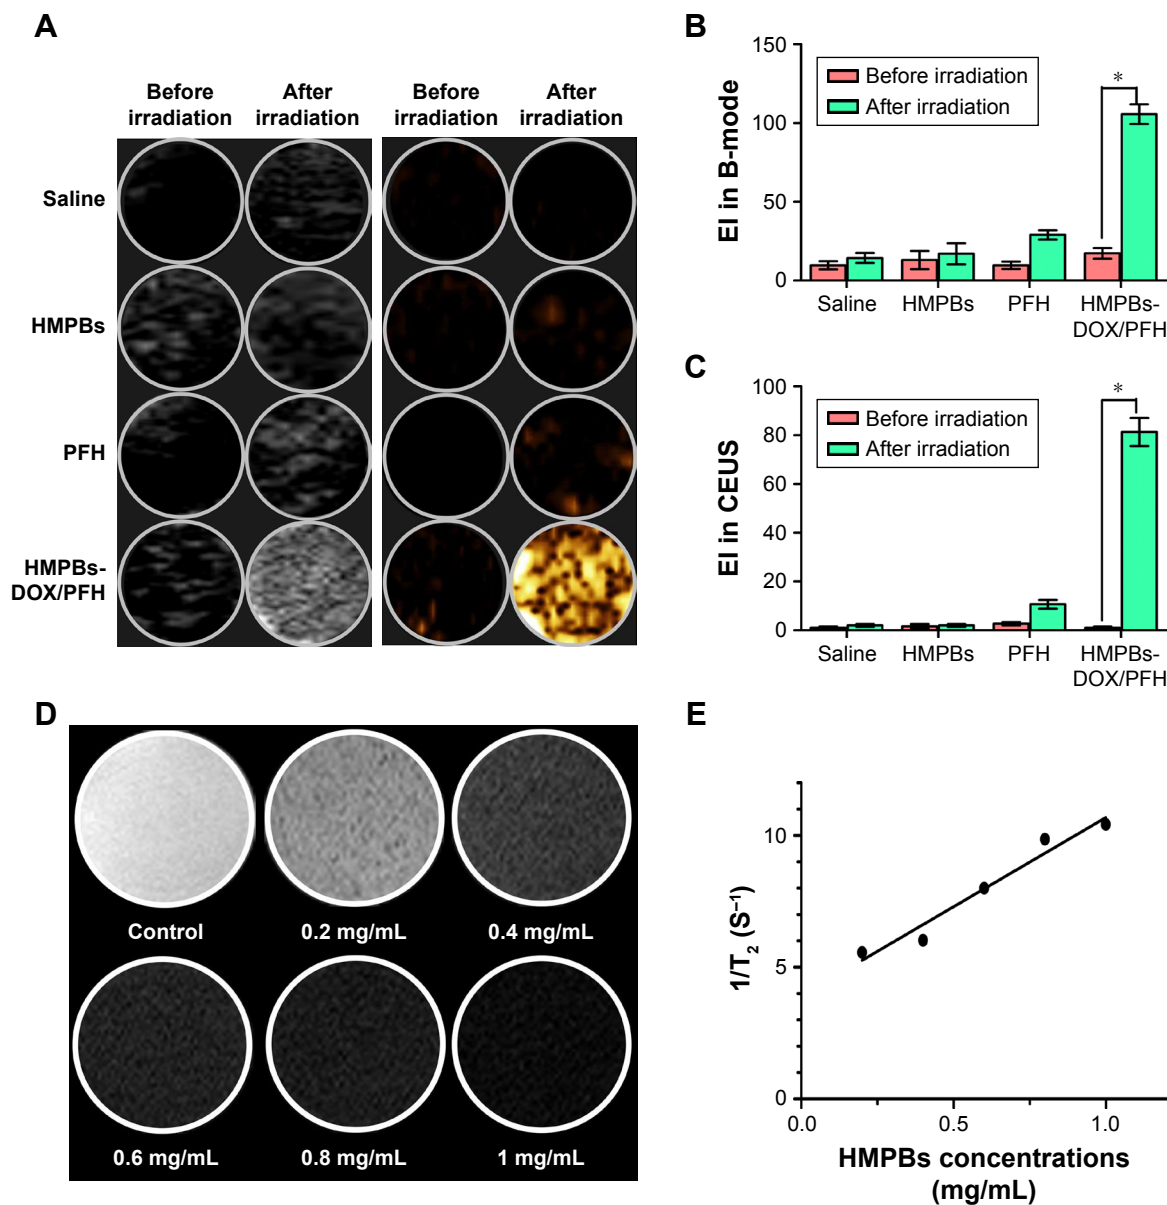 A
Before irradiation
After irradiation
Before irradiation
After irradiation
Saline
HMPBs
PFH
HMPBs-
DOX/PFH
B
EI in B-mode
150
100
50
0
Before irradiation
After irradiation
*
Saline
HMPBs
PFH
HMPBs-
DOX/PFH
C
EI in CEUS
100
80
60
40
20
0
Before irradiation
After irradiation
*
Saline
HMPBs
PFH
HMPBs-
DOX/PFH
D
Control
0.2 mg/mL
0.4 mg/mL
0.6 mg/mL
0.8 mg/mL
1 mg/mL
E
1/T₂ (S⁻¹)
10
5
0
0.0
0.5
1.0
HMPBs concentrations
(mg/mL)